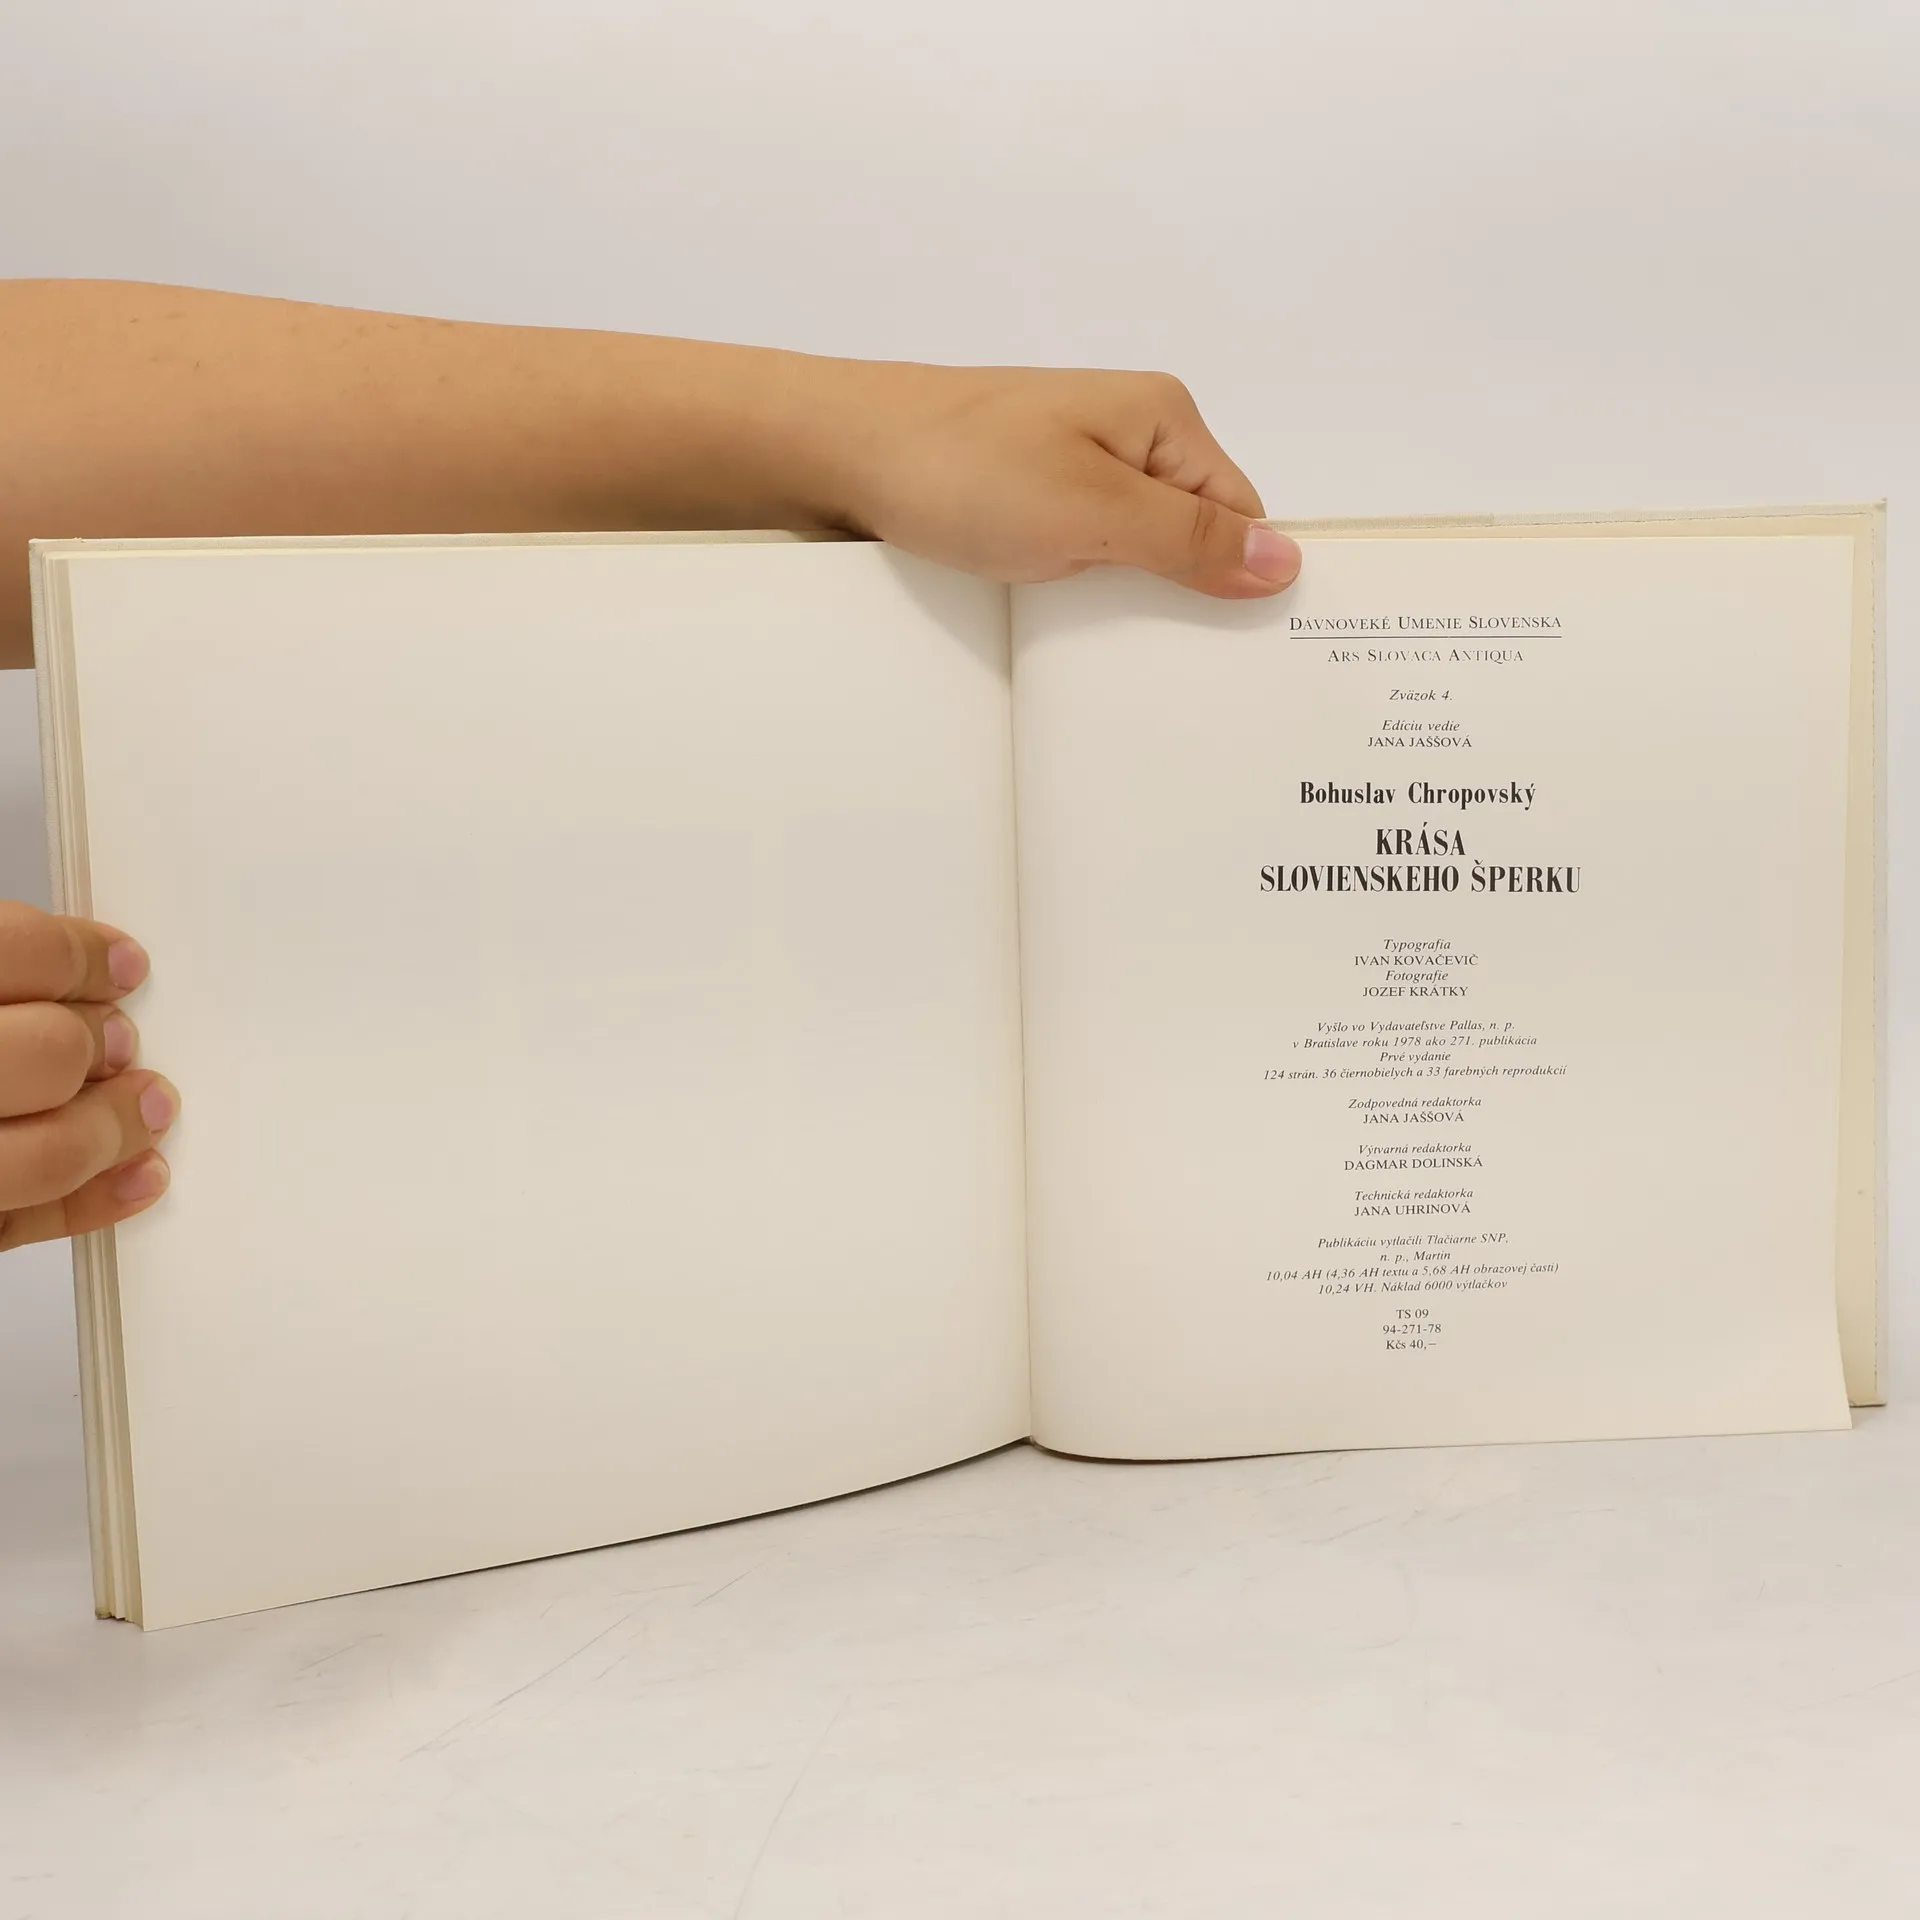 DÁVNOVEKÉ UMENIE SLOVENSKA
ARS SLOVACA ANTIQUA
Zväzok 4.
Edíciu vedie
JANA JAŠŠOVÁ
Bohuslav Chropovský
KRÁSA
SLOVIENSKEHO ŠPERKU
Typografia
IVAN KOVAČEVIČ
Fotografie
JOZEF KRÁTKY
Vyšlo vo Vydavateľstve Pallas, n. p.
v Bratislave roku 1978 ako 271. publikácia
Prvé vydanie
124 strán. 36 čiernobielych a 33 farebných reprodukcií
Zodpovedná redaktorka
JANA JAŠŠOVÁ
Výtvarná redaktorka
DAGMAR DOLINSKÁ
Technická redaktorka
JANA UHRINOVÁ
Publikáciu vytlačili Tlačiarne SNP,
n. p., Martin
10,04 AH (4,36 AH textu a 5,68 AH obrazovej časti)
10,24 VH. Náklad 6000 výtlačkov
TS 09
94-271-78
Kčs 40,–